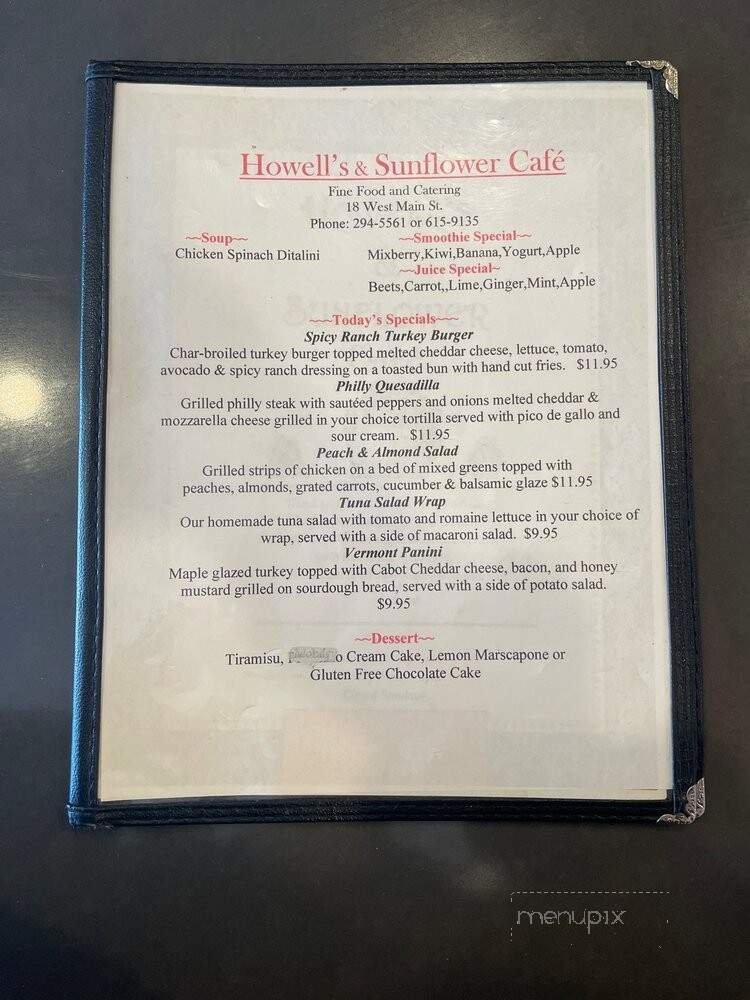 Howell's & Sunflower Café
Fine Food and Catering
18 West Main St.
Phone: 294-5561 or 615-9135
~~Soup~~
Chicken Spinach Ditalini
~~Smoothie Special~~
Mixberry,Kiwi,Banana,Yogurt,Apple
~~Juice Special~
Beets,Carrot,,Lime,Ginger,Mint,Apple
~~~Today's Specials~~~
Spicy Ranch Turkey Burger
Char-broiled turkey burger topped melted cheddar cheese, lettuce, tomato,
avocado & spicy ranch dressing on a toasted bun with hand cut fries. $11.95
Philly Quesadilla
Grilled philly steak with sautéed peppers and onions melted cheddar &
mozzarella cheese grilled in your choice tortilla served with pico de gallo and
sour cream. $11.95
Peach & Almond Salad
Grilled strips of chicken on a bed of mixed greens topped with
peaches, almonds, grated carrots, cucumber & balsamic glaze $11.95
Tuna Salad Wrap
Our homemade tuna salad with tomato and romaine lettuce in your choice of
wrap, served with a side of macaroni salad. $9.95
Vermont Panini
Maple glazed turkey topped with Cabot Cheddar cheese, bacon, and honey
mustard grilled on sourdough bread, served with a side of potato salad.
$9.95
~~Dessert~~
Tiramisu, Cream Cake, Lemon Marscapone or
Gluten Free Chocolate Cake
menupix